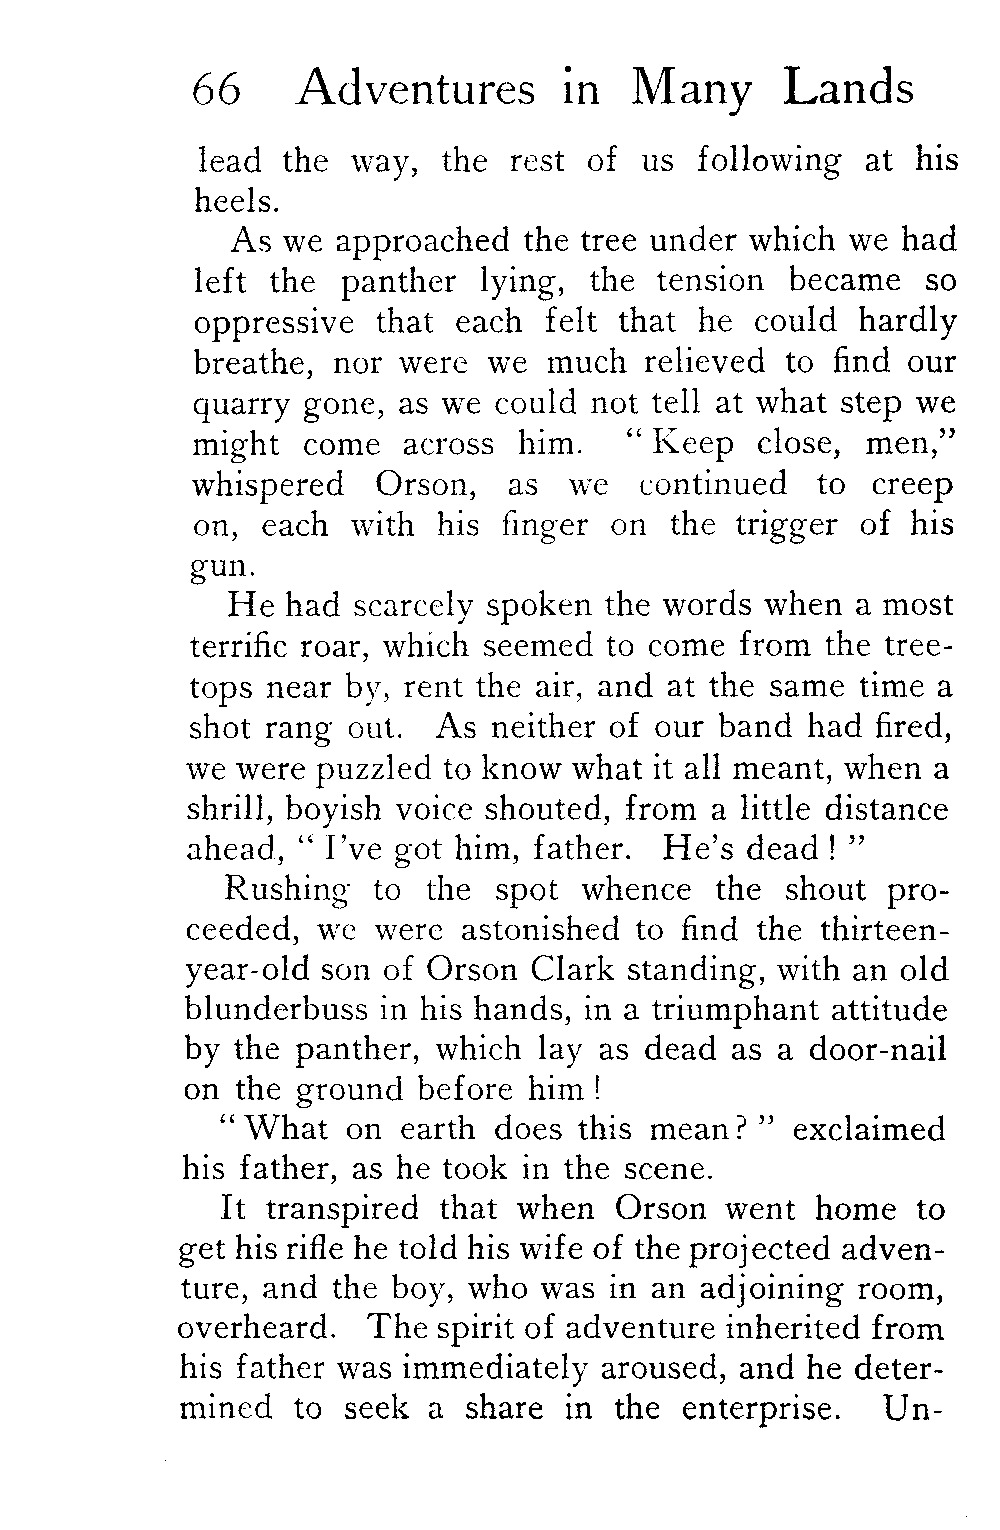 66 Adventures in Many Lands
lead the way, the rest of us following at his
heels.
As we approached the tree under which we had
left the panther lying, the tension became so
oppressive that each felt that he could hardly
breathe, nor were we much relieved to find our
quarry gone, as we could not tell at what step we
might come across him. “ Keep close, men,”
whispered Orson, as we continued to creep
on, each with his finger on the trigger of his
gun.
He had scarcely spoken the words when a most
terrific roar, which seemed to come from the tree-
tops near by, rent the air, and at the same time a
shot rang out. As neither of our band had fired,
we were puzzled to know what it all meant, when a
shrill, boyish voice shouted, from a little distance
ahead, “ I’ve got him, father. He’s dead ! ”
Rushing to the spot whence the shout pro-
ceeded, we were astonished to find the thirteen-
year-old son of Orson Clark standing, with an old
blunderbuss in his hands, in a triumphant attitude
by the panther, which lay as dead as a door-nail
on the ground before him !
“ What on earth does this mean ? ” exclaimed
his father, as he took in the scene.
It transpired that when Orson went home to
get his rifle he told his wife of the projected adven-
ture, and the boy, who was in an adjoining room,
overheard. The spirit of adventure inherited from
his father was immediately aroused, and he deter-
mined to seek a share in the enterprise. Un-